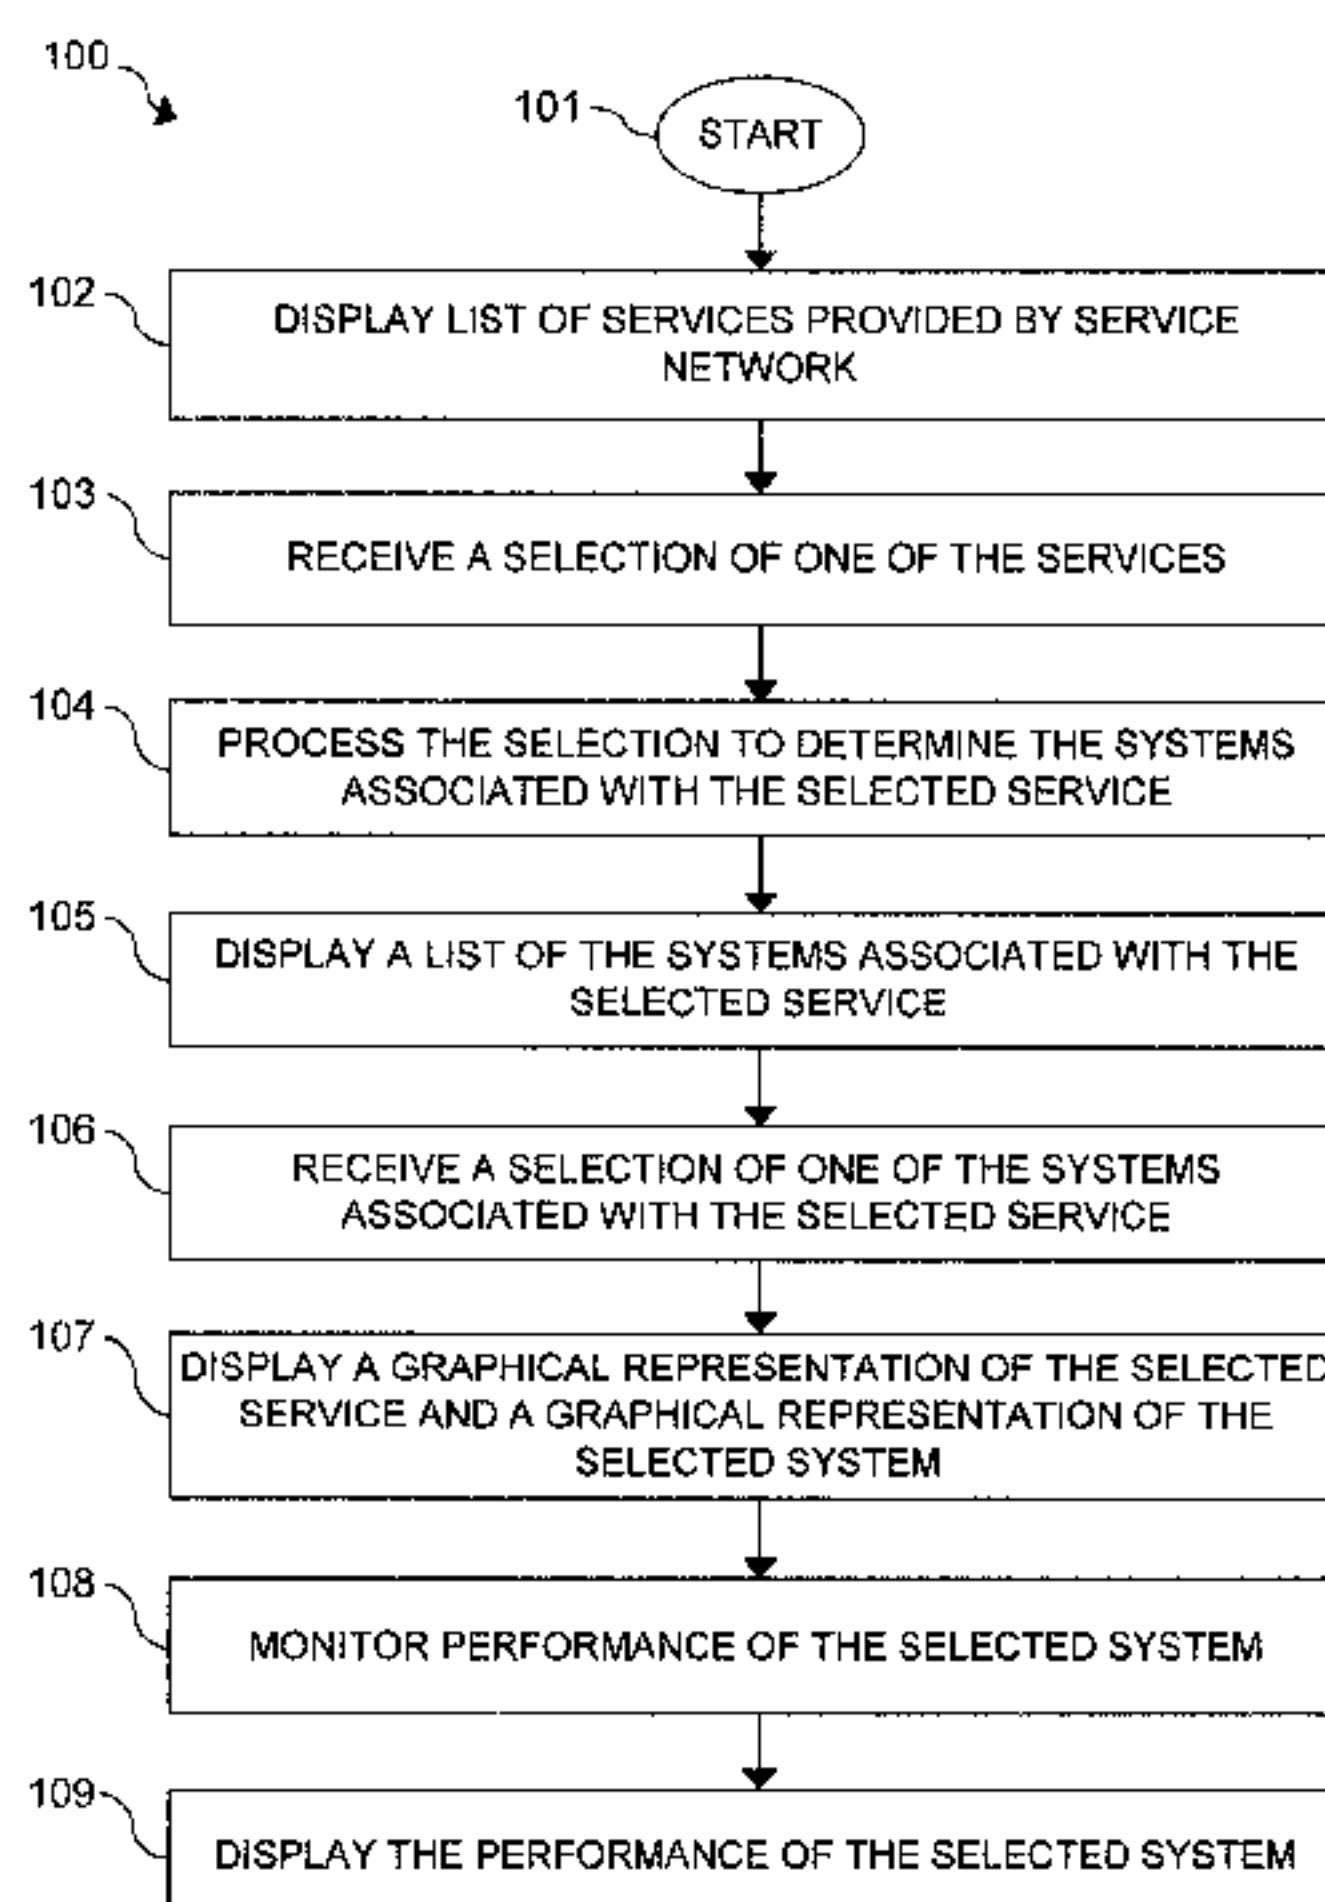 100
101
START
102
DISPLAY LIST OF SERVICES PROVIDED BY SERVICE
NETWORK
103
RECEIVE A SELECTION OF ONE OF THE SERVICES
104
PROCESS THE SELECTION TO DETERMINE THE SYSTEMS
ASSOCIATED WITH THE SELECTED SERVICE
105
DISPLAY A LIST OF THE SYSTEMS ASSOCIATED WITH THE
SELECTED SERVICE
106
RECEIVE A SELECTION OF ONE OF THE SYSTEMS
ASSOCIATED WITH THE SELECTED SERVICE
107
DISPLAY A GRAPHICAL REPRESENTATION OF THE SELECTED
SERVICE AND A GRAPHICAL REPRESENTATION OF THE
SELECTED SYSTEM
108
MONITOR PERFORMANCE OF THE SELECTED SYSTEM
109
DISPLAY THE PERFORMANCE OF THE SELECTED SYSTEM